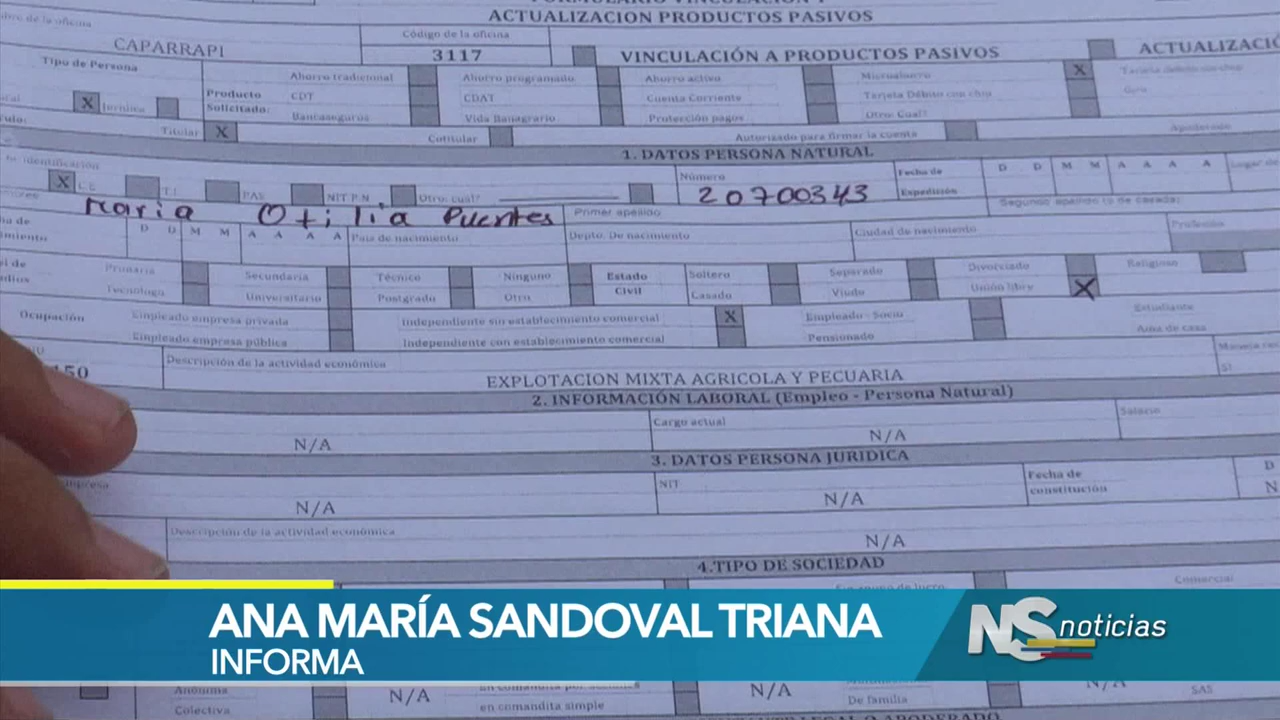 FORMULARIO VINCULACIÓN Y
ACTUALIZACION PRODUCTOS PASIVOS
Código de la oficina
CAPARRAPI
3117
VINCULACIÓN A PRODUCTOS PASIVOS
Tipo de Persona
Producto Solicitado:
Ahorro tradicional
Ahorro programado
Ahorro activo
CDT
CDAT
Cuenta Corriente
Tarjeta Débito con chip
X
Bancaseguros
Vida Banagrario
Protección pagos
Otro: Cual?
X
Titular
X
Cotitular
Autorizado para firmar la cuenta
Apoderado
1. DATOS PERSONA NATURAL
X
C.E
T.I
PAS
NIT P.N
Otro: cual?
Número
20700343
Fecha de Expedición
D D M M A A A A
Maria Otilia Puentes
Primer apellido
Segundo apellido (o de casada)
D D M M A A A A
País de nacimiento
Depto. De nacimiento
Ciudad de nacimiento
Profesión
Primaria
Secundaria
Técnico
Ninguno
Estado Civil
Soltero
Separado
Divorciado
Religioso
Tecnólogo
Universitario
Postgrado
Otro
Casado
Viudo
Unión libre
X
Ocupación
Empleado empresa privada
Independiente sin establecimiento comercial
X
Empleado - Socio
Estudiante
Empleado empresa pública
Independiente con establecimiento comercial
Pensionado
Ama de casa
150
Descripción de la actividad económica
EXPLOTACION MIXTA AGRICOLA Y PECUARIA
2. INFORMACIÓN LABORAL (Empleo - Persona Natural)
Cargo actual
Salario
N/A
N/A
3. DATOS PERSONA JURIDICA
NIT
Fecha de constitución
D
N/A
N/A
N
Descripción de la actividad económica
N/A
4.TIPO DE SOCIEDAD
Comercial
ANA MARÍA SANDOVAL TRIANA
INFORMA
NS noticias
Anónima
N/A
en comandita simple
N/A
De familia
N/A
SAS
Colectiva